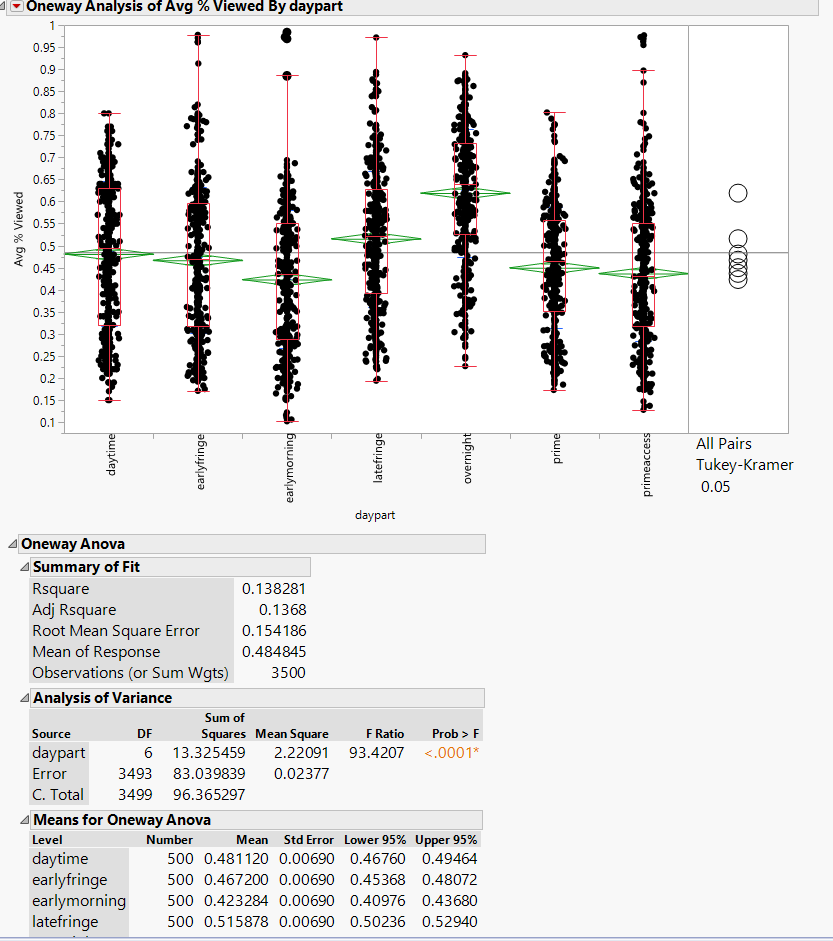 Oneway Analysis of Avg % Viewed By daypart
1
0.95
0.9
0.85
0.8
0.75
0.7
0.65
0.6
0.55
0.5
0.45
0.4
0.35
0.3
0.25
0.2
0.15
0.1
Avg % Viewed
daytime
earlyfringe
earlymorning
latefringe
overnight
prime
primeaccess
All Pairs
Tukey-Kramer
0.05
daypart
Oneway Anova
Summary of Fit
Rsquare 0.138281
Adj Rsquare 0.1368
Root Mean Square Error 0.154186
Mean of Response 0.484845
Observations (or Sum Wgts) 3500
Analysis of Variance
Sum of
Source DF Squares Mean Square F Ratio Prob > F
daypart 6 13.325459 2.22091 93.4207 <.0001*
Error 3493 83.039839 0.02377
C. Total 3499 96.365297
Means for Oneway Anova
Level Number Mean Std Error Lower 95% Upper 95%
daytime 500 0.481120 0.00690 0.46760 0.49464
earlyfringe 500 0.467200 0.00690 0.45368 0.48072
earlymorning 500 0.423284 0.00690 0.40976 0.43680
latefringe 500 0.515878 0.00690 0.50236 0.52940